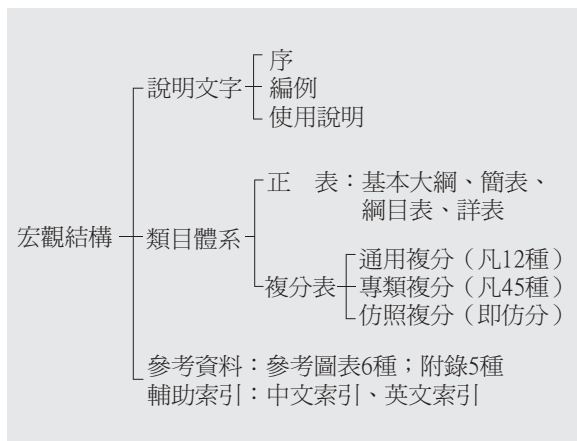 序
說明文字
編例
使用說明
正　表：基本大綱、簡表、
綱目表、詳表
宏觀結構
類目體系
通用複分（凡12種）
複分表
專類複分（凡45種）
仿照複分（即仿分）
參考資料：參考圖表6種；附錄5種
輔助索引：中文索引、英文索引